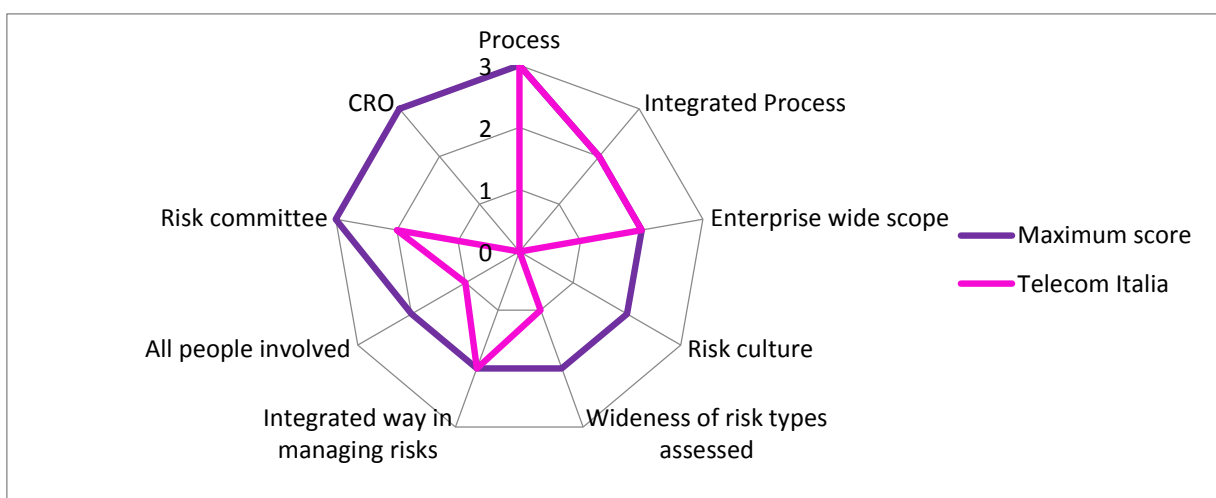 Process
3
CRO
Integrated Process
2
1
Risk committee
Enterprise wide scope
Maximum score
0
Telecom Italia
All people involved
Risk culture
Integrated way in
managing risks
Wideness of risk types
assessed